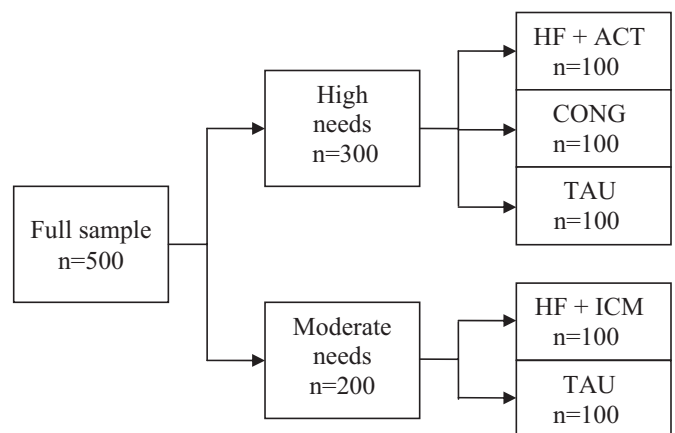 Full sample
n=500
High
needs
n=300
HF + ACT
n=100
CONG
n=100
TAU
n=100
Moderate
needs
n=200
HF + ICM
n=100
TAU
n=100